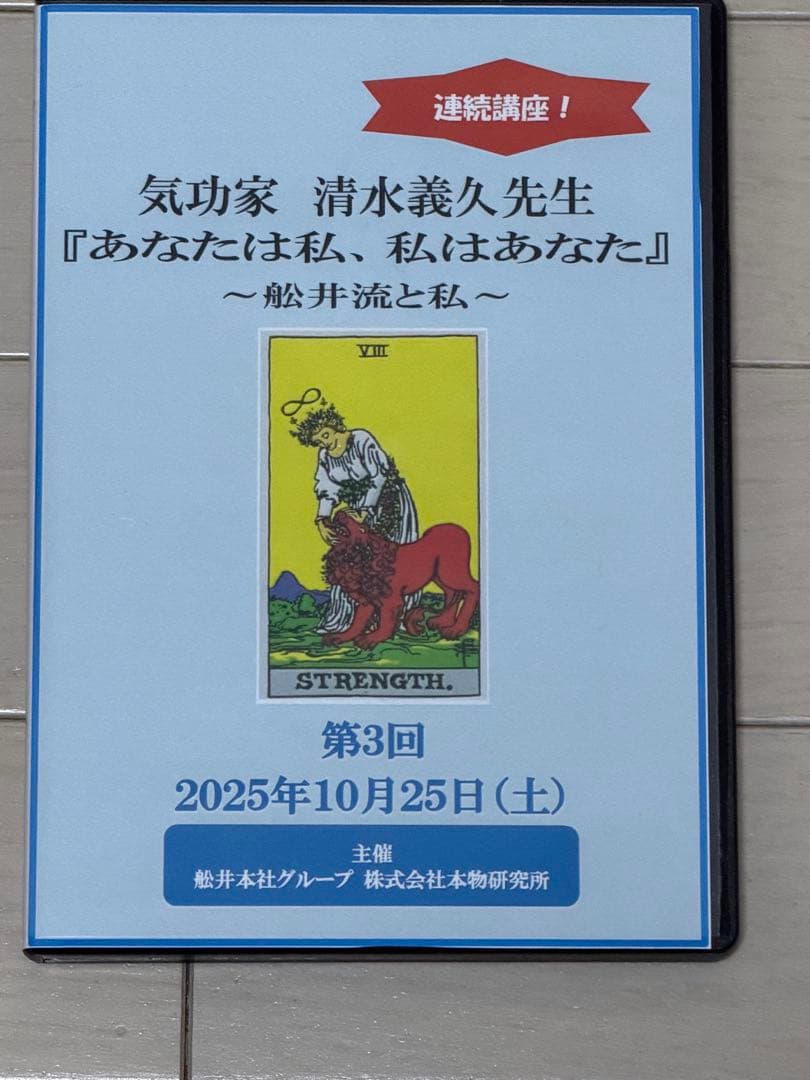 連続講座！
気功家 清水義久先生
『あなたは私、私はあなた』
～舩井流と私～
VIII
STRENGTH.
第3回
2025年10月25日（土）
主催
舩井本社グループ 株式会社本物研究所